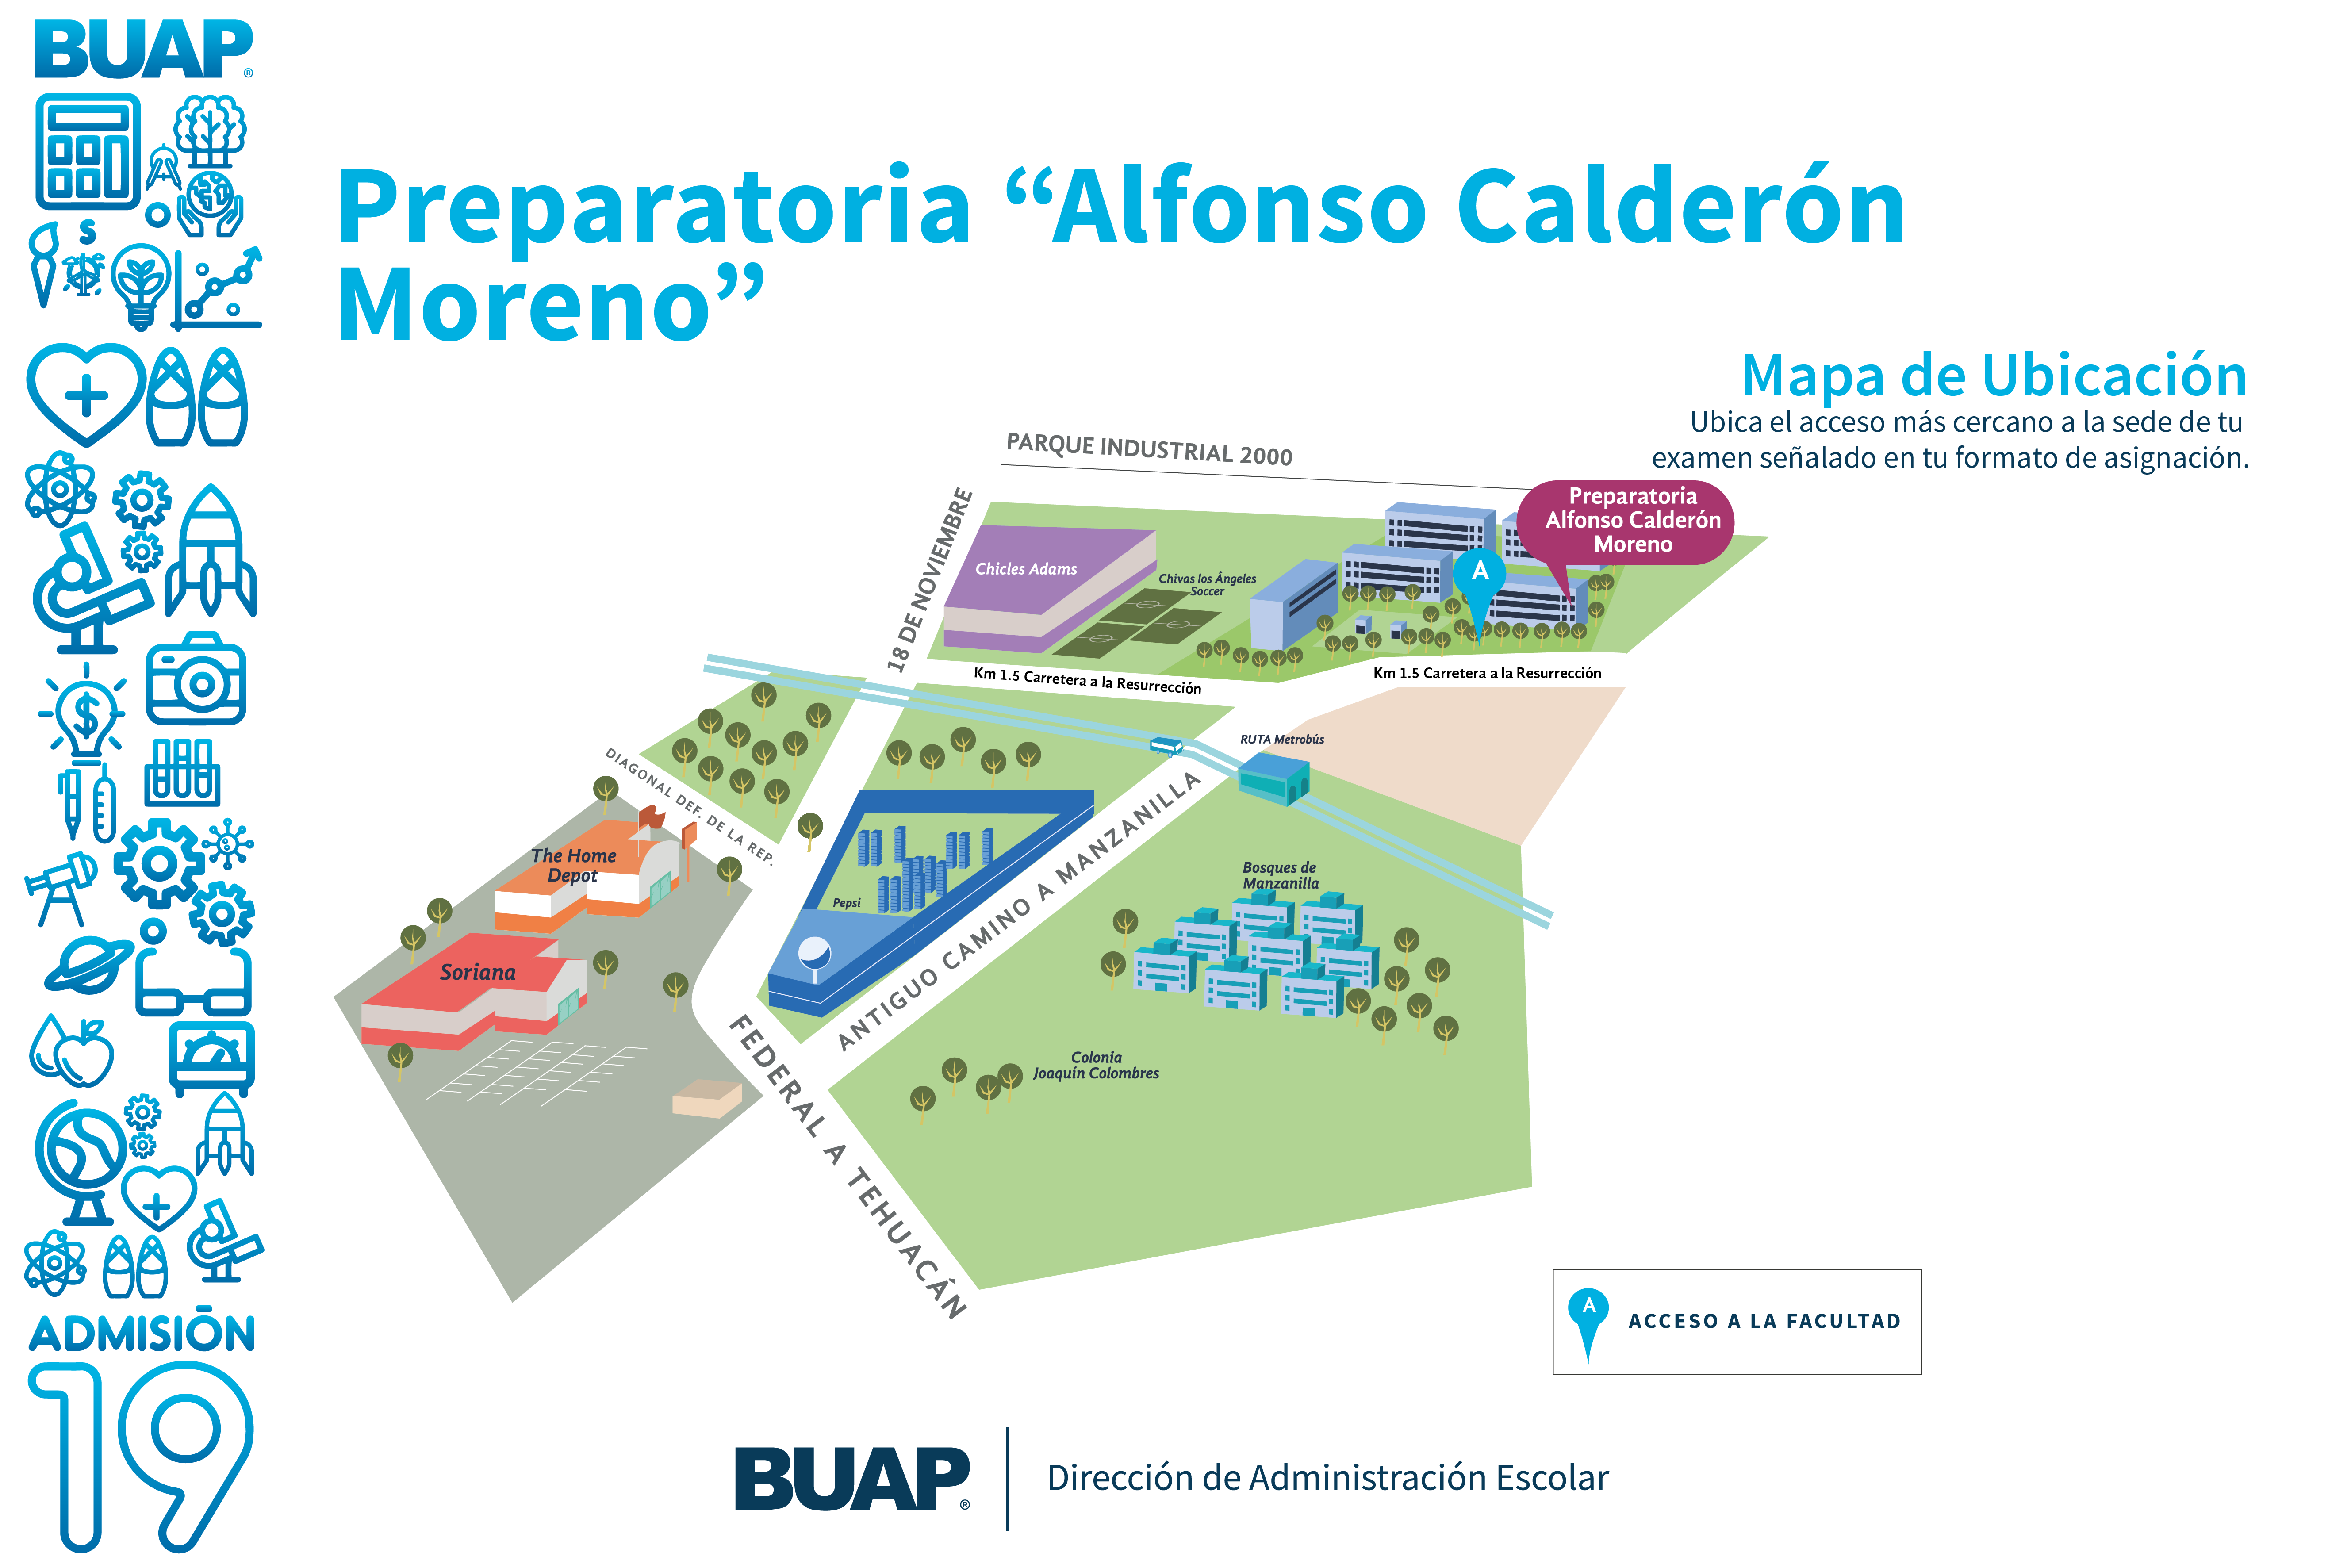 BUAP®
S
$
ADMISIÓN
19
Preparatoria “Alfonso Calderón
Moreno”
Mapa de Ubicación
Ubica el acceso más cercano a la sede de tu
examen señalado en tu formato de asignación.
PARQUE INDUSTRIAL 2000
Preparatoria
Alfonso Calderón
Moreno
18 DE NOVIEMBRE
Chicles Adams
Chivas los Ángeles
Soccer
A
Km 1.5 Carretera a la Resurrección
Km 1.5 Carretera a la Resurrección
RUTA Metrobús
DIAGONAL DEF. DE LA REP.
The Home
Depot
Pepsi
ANTIGUO CAMINO A MANZANILLA
Bosques de
Manzanilla
Soriana
FEDERAL A TEHUACÁN
Colonia
Joaquín Colombres
A
ACCESO A LA FACULTAD
BUAP®
Dirección de Administración Escolar